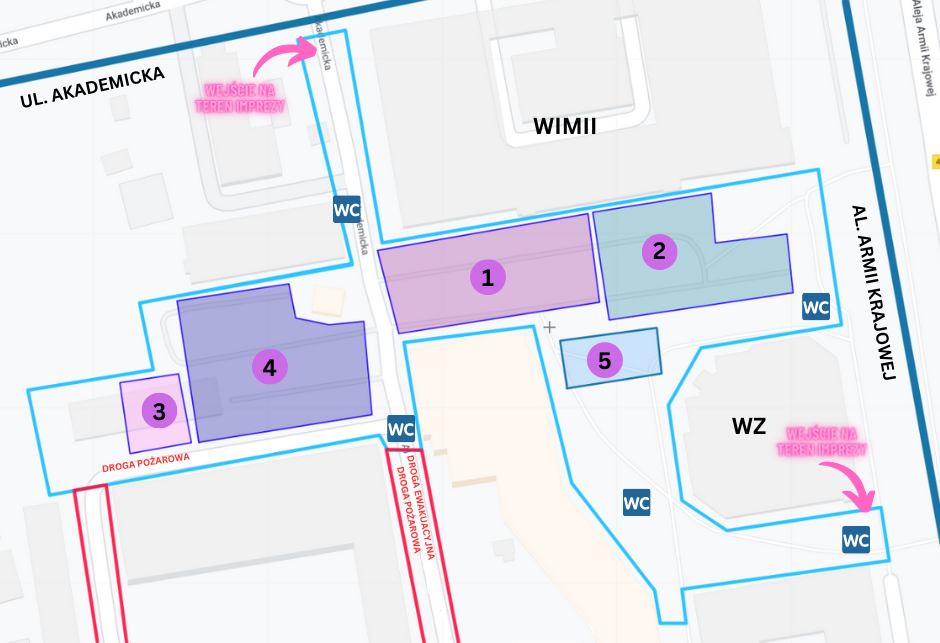 Akademicka
icka
UL. AKADEMICKA
WEJŚCIE NA
TEREN IMPREZY
WIMII
Aleja Armii Krajowej
WC
1
2
WC
AL. ARMII KRAJOWEJ
4
5
3
WC
WZ
WEJŚCIE NA
TEREN IMPREZY
DROGA POŻAROWA
DROGA EWAKUACYJNA
DROGA POŻAROWA
WC
WC